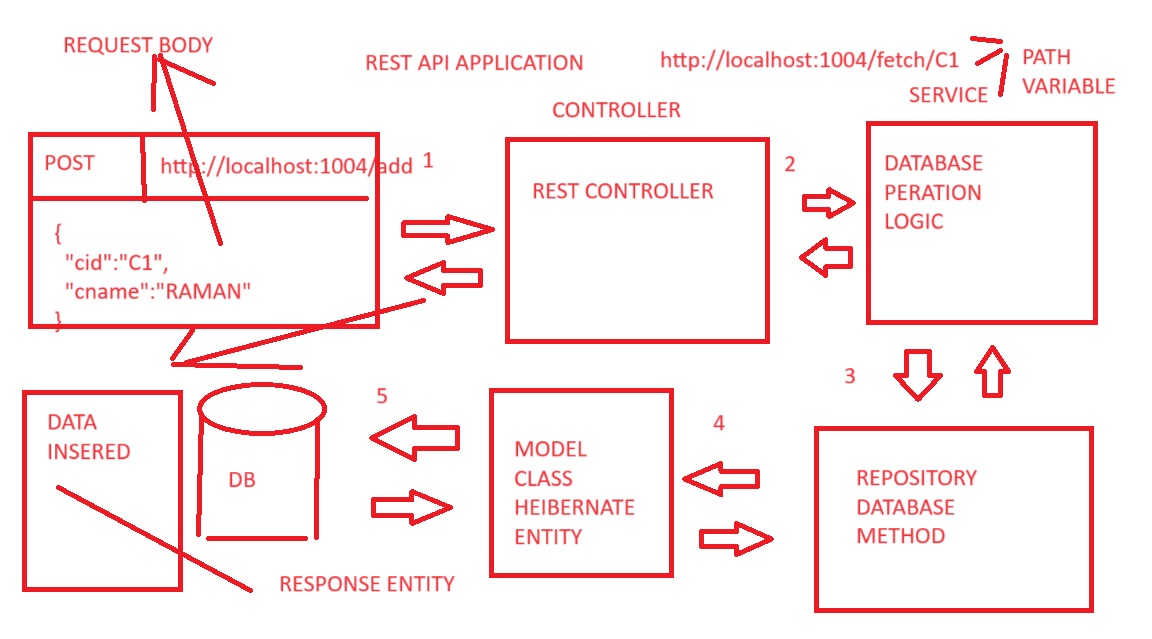 REQUEST BODY
REST API APPLICATION
http://localhost:1004/fetch/C1
PATH
VARIABLE
CONTROLLER
SERVICE
POST
http://localhost:1004/add
1
{
"cid":"C1",
"cname":"RAMAN"
}
REST CONTROLLER
2
DATABASE
PERATION
LOGIC
3
REPOSITORY
DATABASE
METHOD
4
MODEL
CLASS
HEIBERNATE
ENTITY
5
DB
DATA
INSERED
RESPONSE ENTITY